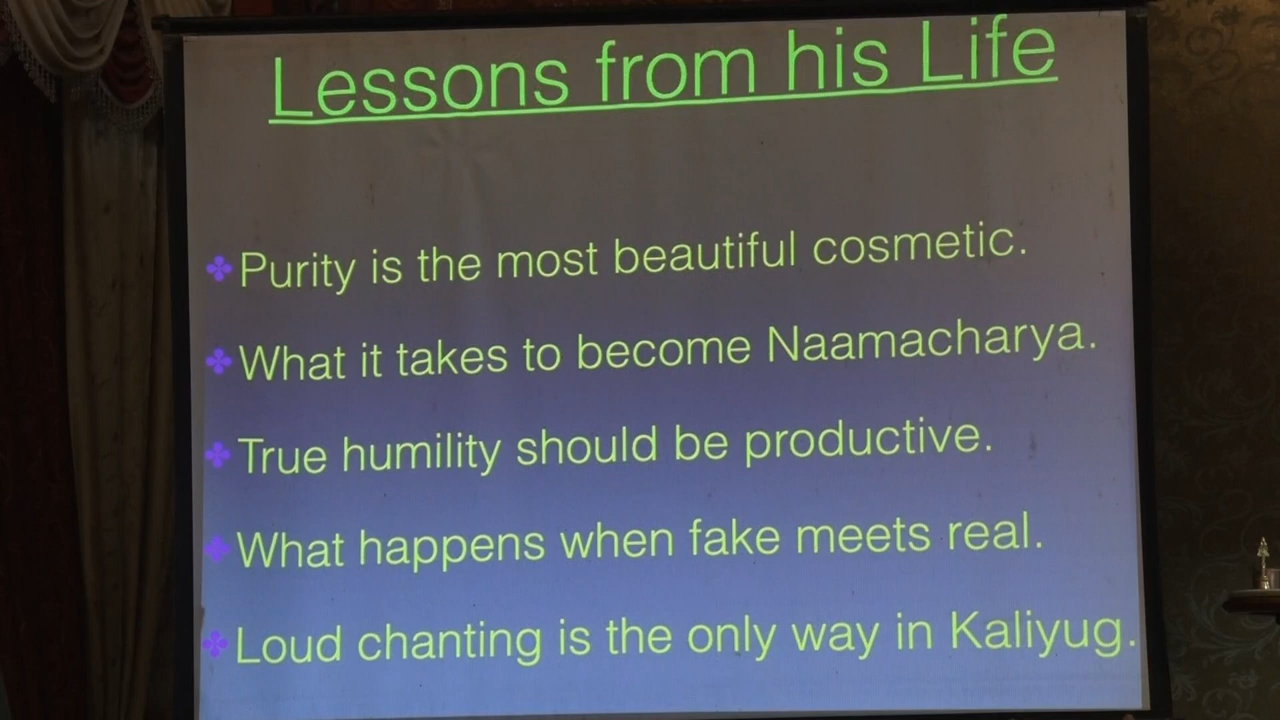 Lessons from his Life
Purity is the most beautiful cosmetic.
What it takes to become Naamacharya.
True humility should be productive.
What happens when fake meets real.
Loud chanting is the only way in Kaliyug.